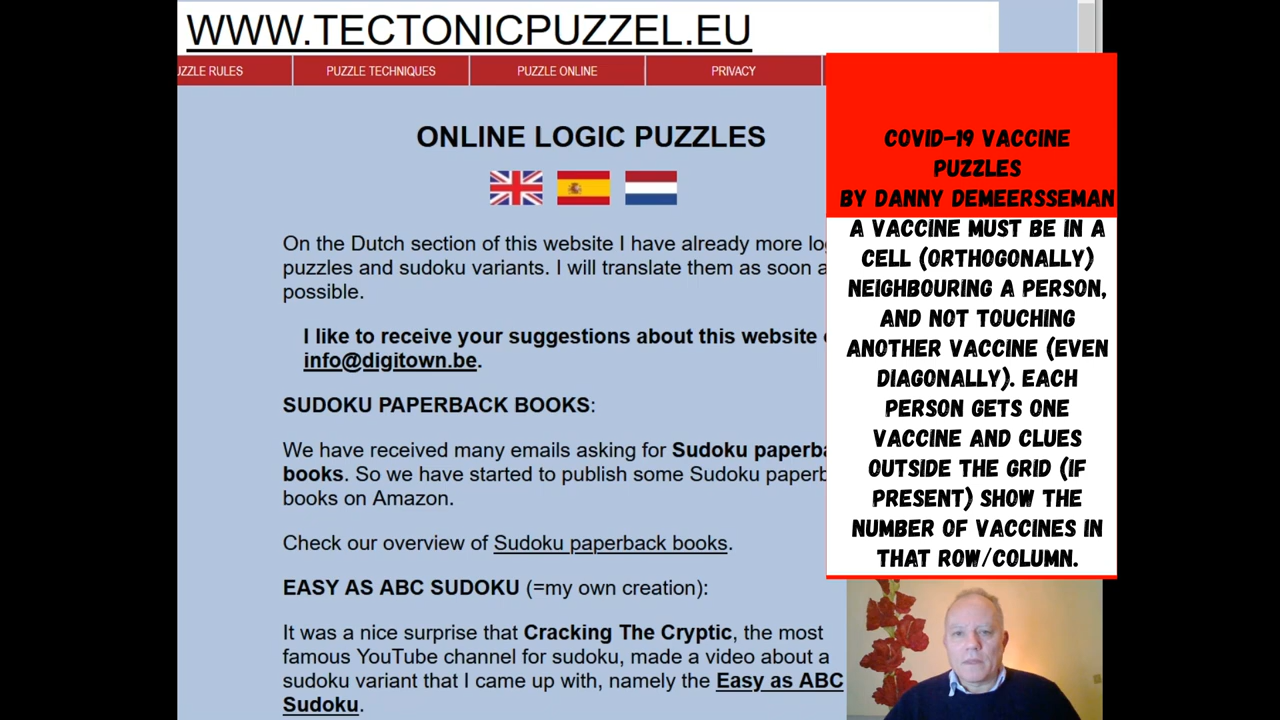 WWW.TECTONICPUZZEL.EU
UZZLE RULES
PUZZLE TECHNIQUES
PUZZLE ONLINE
PRIVACY
ONLINE LOGIC PUZZLES
On the Dutch section of this website I have already more
puzzles and sudoku variants. I will translate them as soon
possible.
I like to receive your suggestions about this website
info@digitown.be.
SUDOKU PAPERBACK BOOKS:
We have received many emails asking for Sudoku
books. So we have started to publish some Sudoku
books on Amazon.
Check our overview of Sudoku paperback books.
EASY AS ABC SUDOKU (=my own creation):
It was a nice surprise that Cracking The Cryptic, the most
famous YouTube channel for sudoku, made a video about a
sudoku variant that I came up with, namely the Easy as ABC
Sudoku.
COVID-19 VACCINE
PUZZLES
BY DANNY DEMEERSSEMAN
A VACCINE MUST BE IN A
CELL (ORTHOGONALLY)
NEIGHBOURING A PERSON,
AND NOT TOUCHING
ANOTHER VACCINE (EVEN
DIAGONALLY). EACH
PERSON GETS ONE
VACCINE AND CLUES
OUTSIDE THE GRID (IF
PRESENT) SHOW THE
NUMBER OF VACCINES IN
THAT ROW/COLUMN.